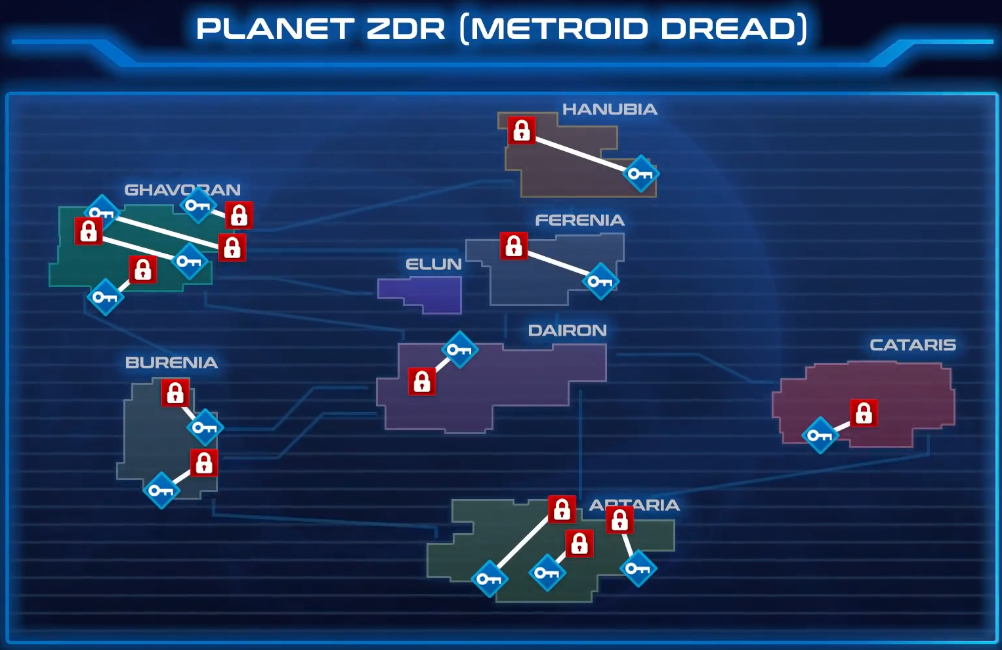 PLANET ZDR (METROID DREAD)
HANUBIA
GHAVORAN
FERENIA
ELUN
DAIRON
CATARIS
BURENIA
ARTARIA